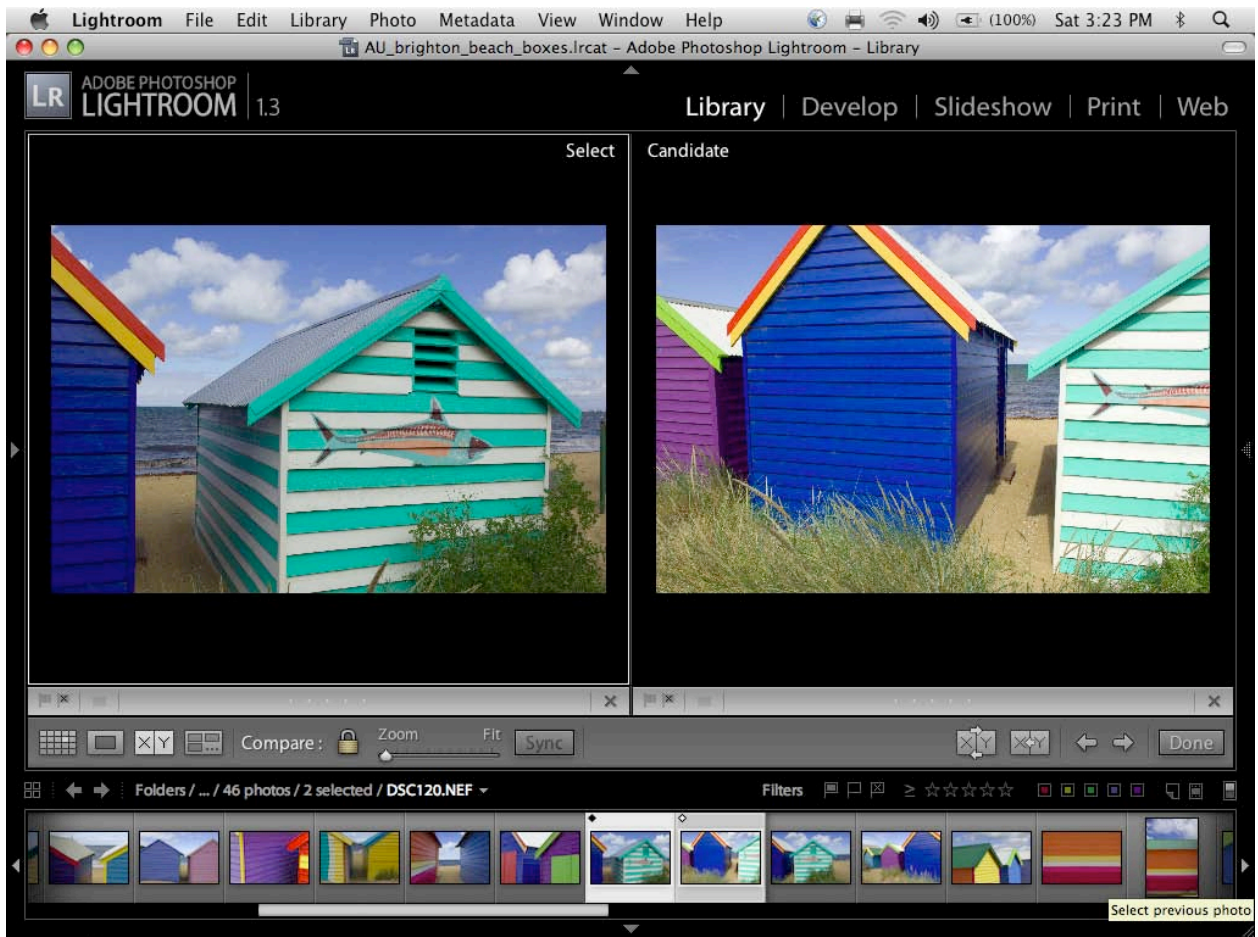 Lightroom File Edit Library Photo Metadata View Window Help (100%) Sat 3:23 PM
AU_brighton_beach_boxes.lrcat – Adobe Photoshop Lightroom – Library
LR ADOBE PHOTOSHOP
LIGHTROOM 1.3
Library | Develop | Slideshow | Print | Web
Select
Candidate
X Y Compare : Zoom Fit Sync X Y X Y Done
Folders / ... / 46 photos / 2 selected / DSC120.NEF Filters ≥
Select previous photo